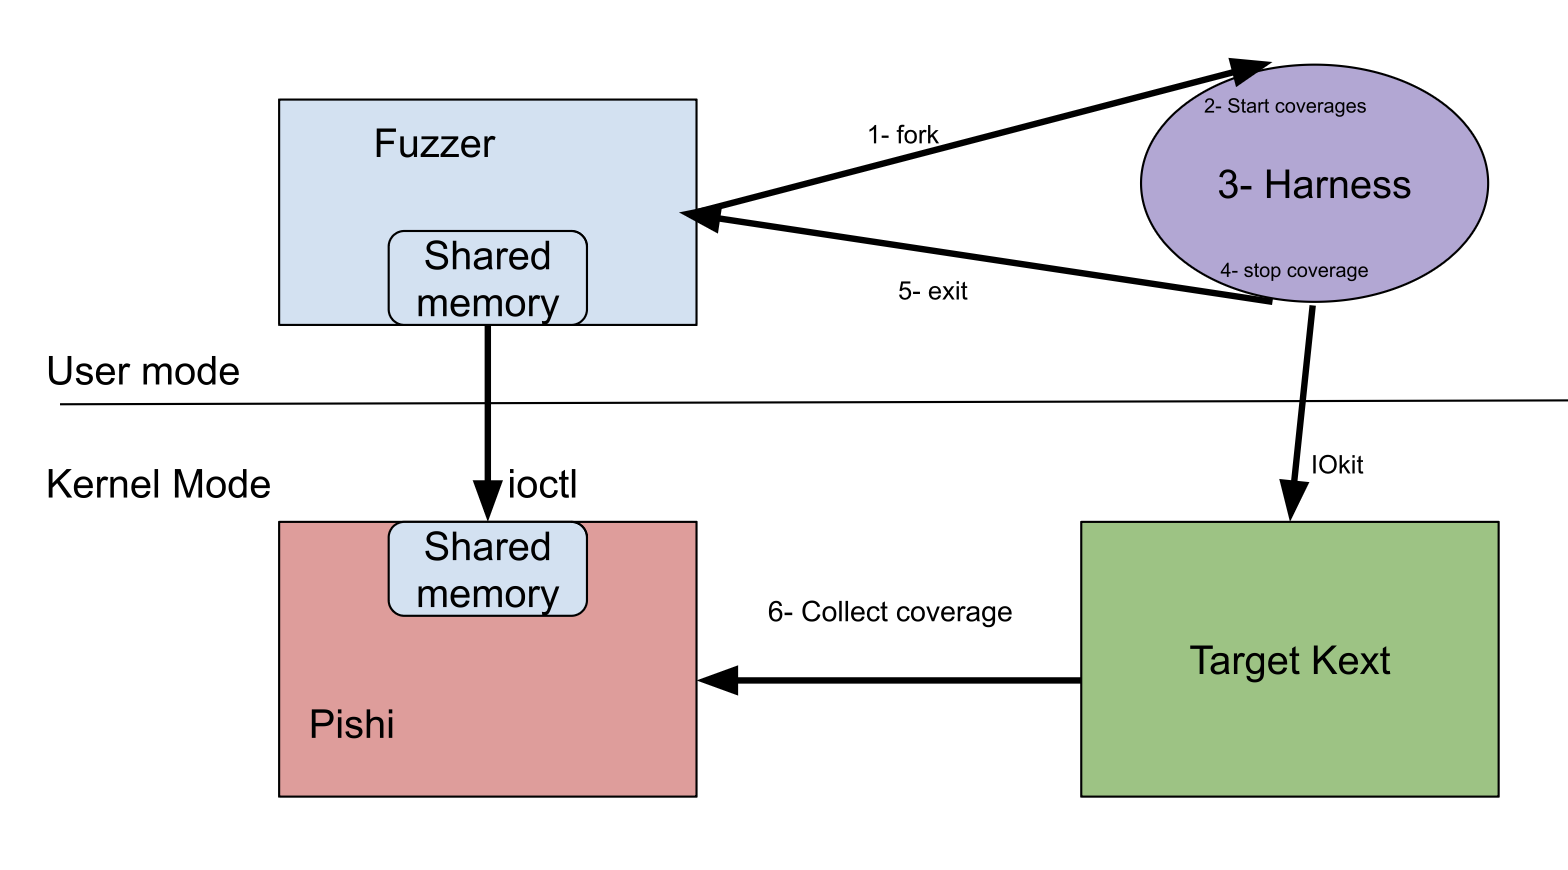 2- Start coverages
1- fork
Fuzzer
3- Harness
Shared
memory
4- stop coverage
5- exit
User mode
Kernel Mode
ioctl
IOkit
Shared
memory
6- Collect coverage
Target Kext
Pishi